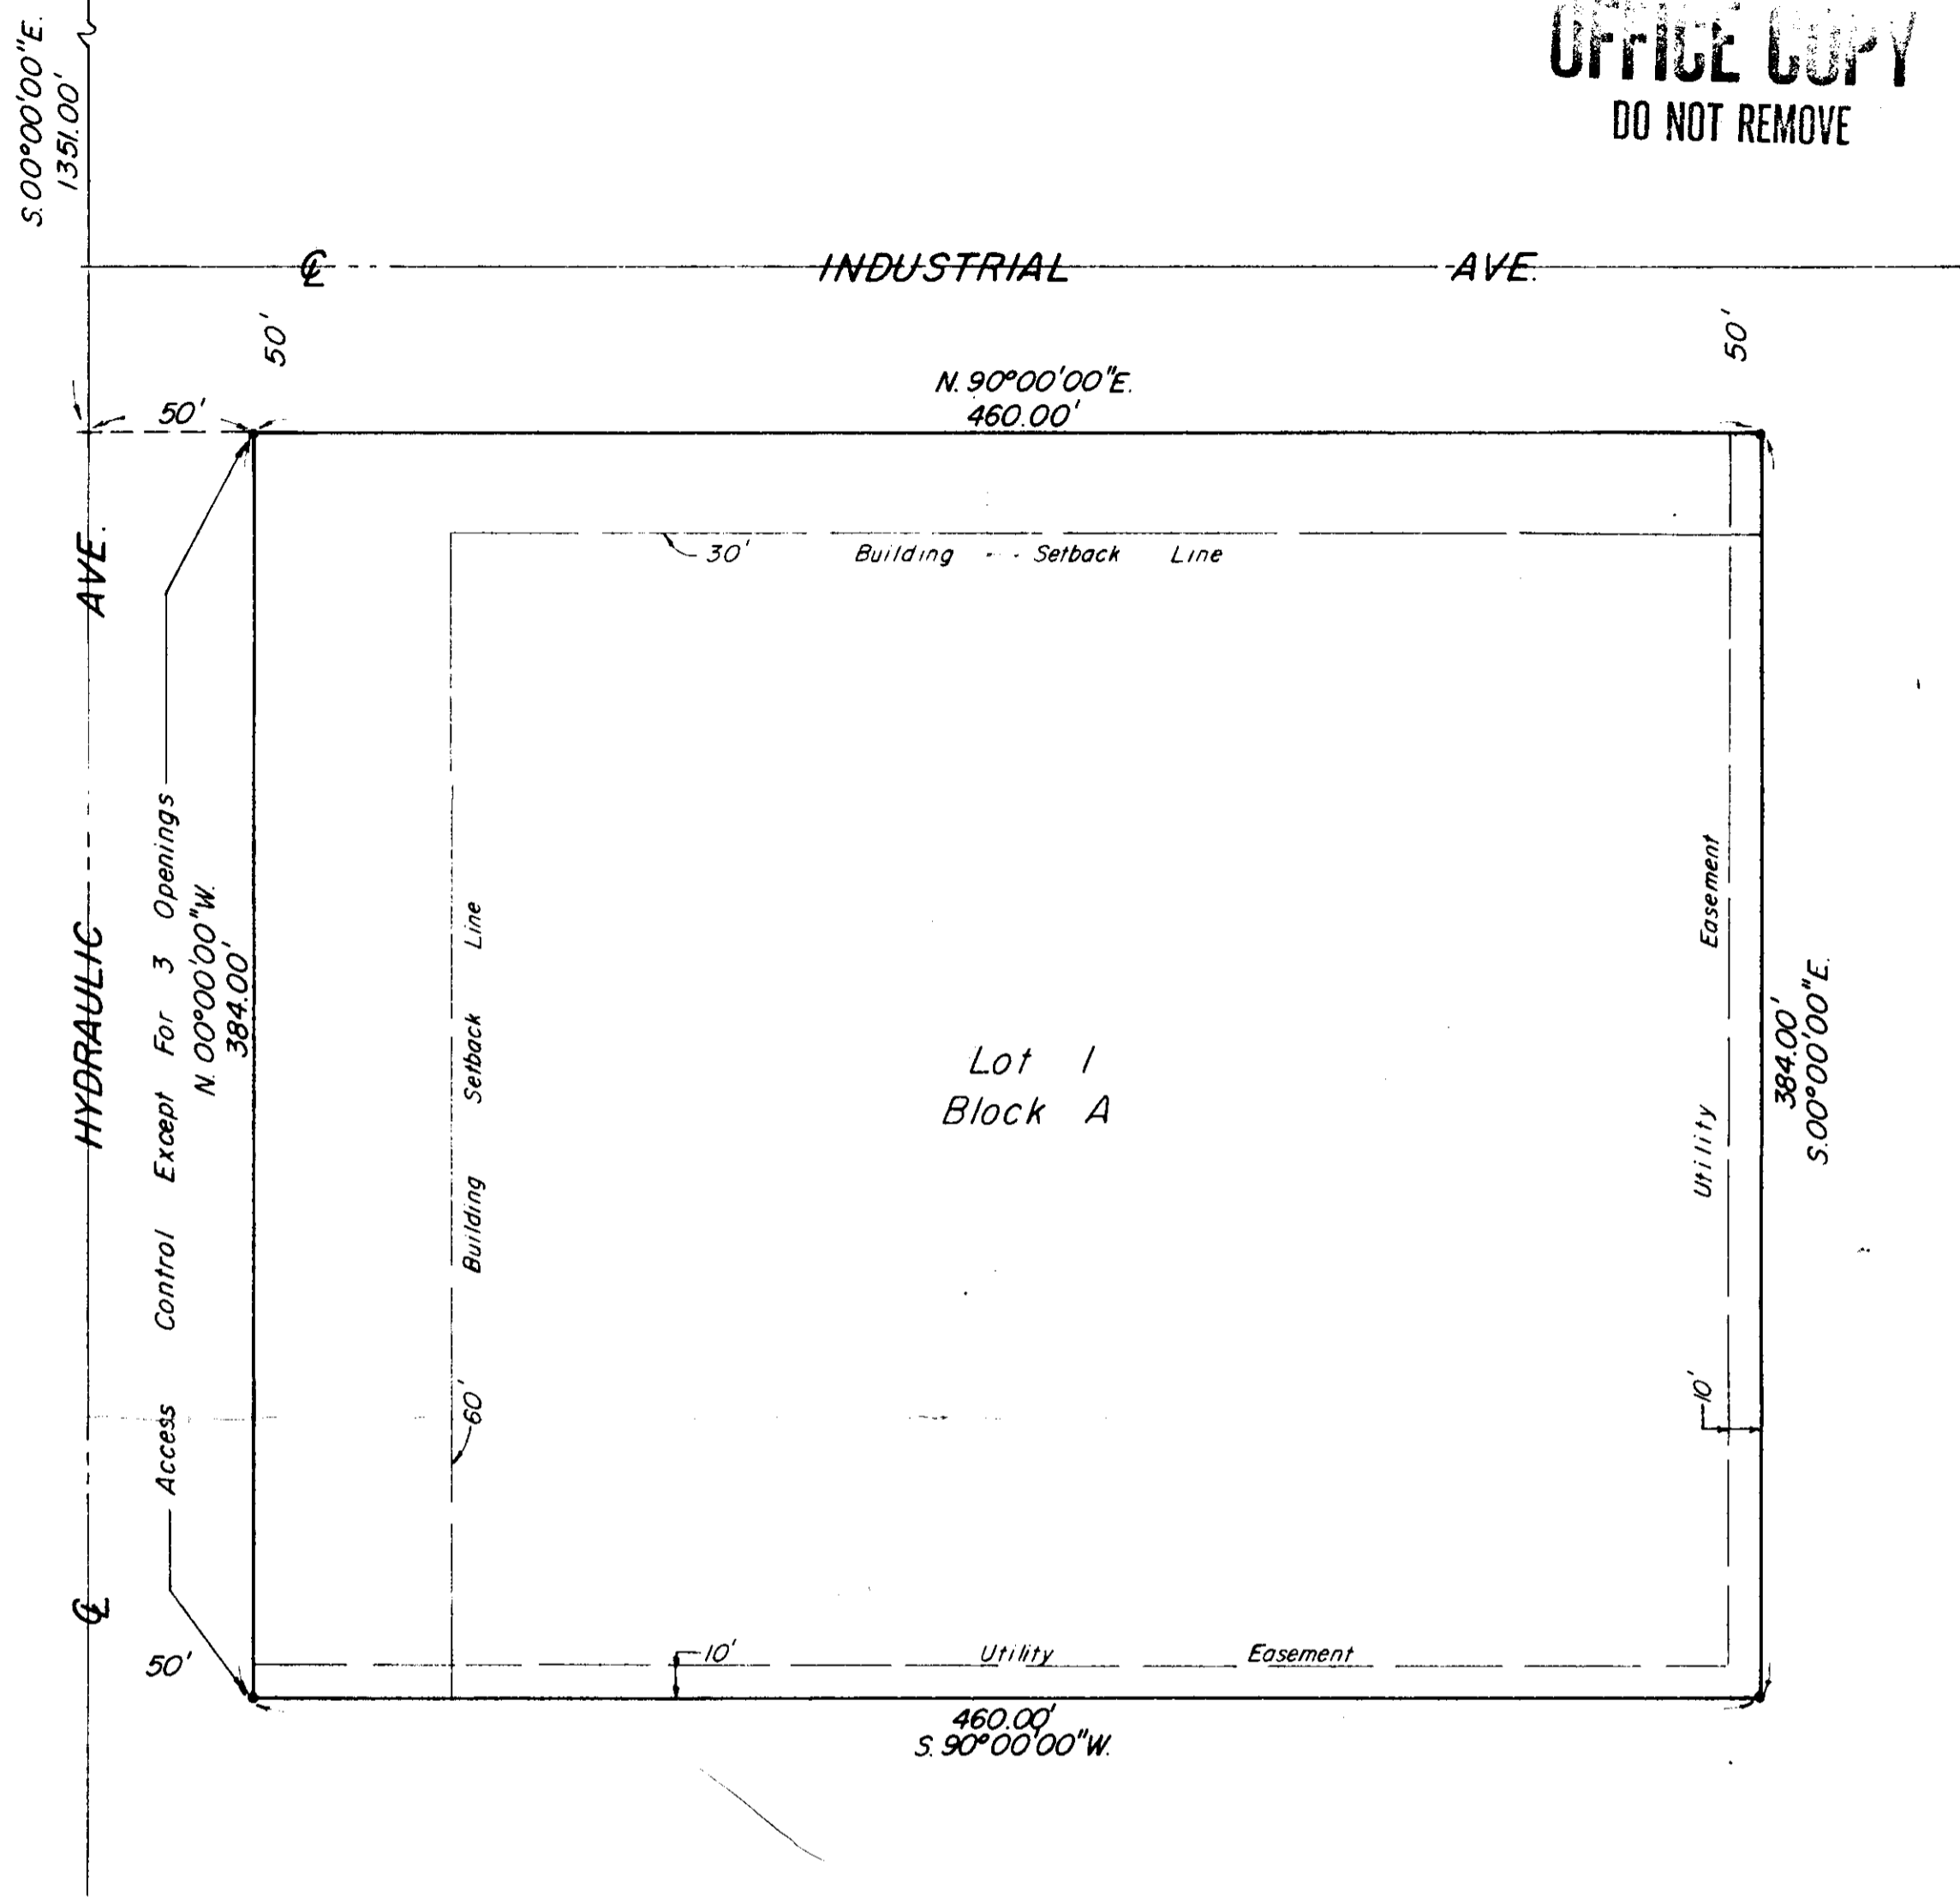 OFFICE COPY
DO NOT REMOVE
S.00°00'00"E.
1351.00'
℄ INDUSTRIAL AVE.
50'
50'
N. 90°00'00"E.
460.00'
50'
30' Building Setback Line
HYDRAULIC AVE.
℄
Access Control Except For 3 Openings
N. 00°00'00"W.
384.00'
Building Setback Line
60'
Lot 1
Block A
Utility Easement
10'
384.00'
S.00°00'00"E.
50'
10' Utility Easement
460.00'
S. 90°00'00"W.